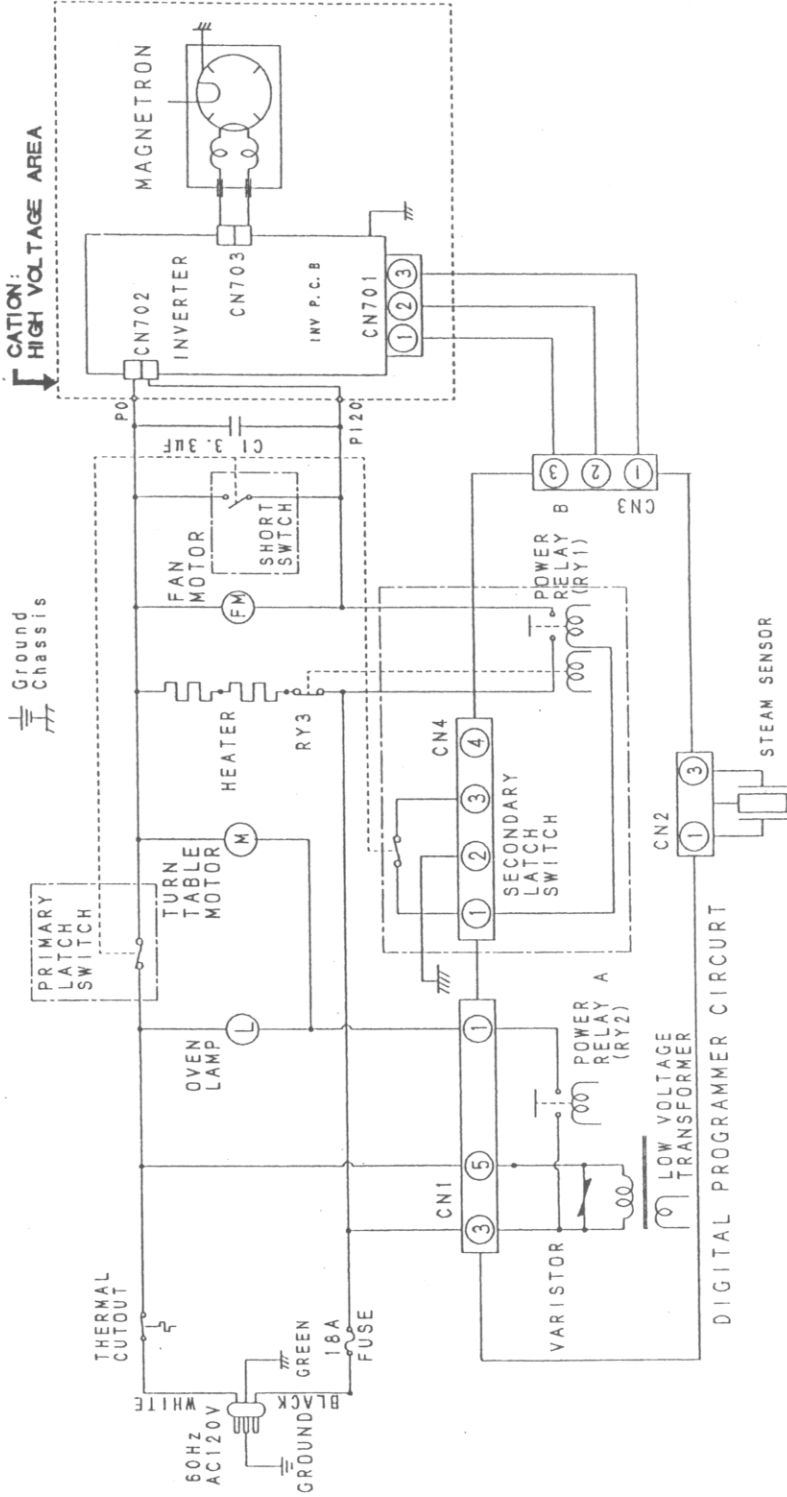 CATION:
HIGH VOLTAGE AREA
Ground
Chassis
MAGNETRON
CN702
INVERTER
CN703
INV P.C.B
CN701
1
2
3
P0
P120
C1 3.3µF
SHORT
SWTCH
FAN
MOTOR
FM
HEATER
RY3
TURN
TABLE
MOTOR
M
PRIMARY
LATCH
SWITCH
OVEN
LAMP
L
THERMAL
CUTOUT
60Hz
AC120V
WHITE
BLACK
GROUND
GREEN
18A
FUSE
CN1
3
5
1
VARISTOR
POWER A
RELAY
(RY2)
LOW VOLTAGE
TRANSFORMER
SECONDARY
LATCH
SWITCH
CN4
1
2
3
4
POWER B
RELAY
(RY1)
CN3
3
2
1
CN2
1
3
STEAM SENSOR
DIGITAL PROGRAMMER CIRCURT